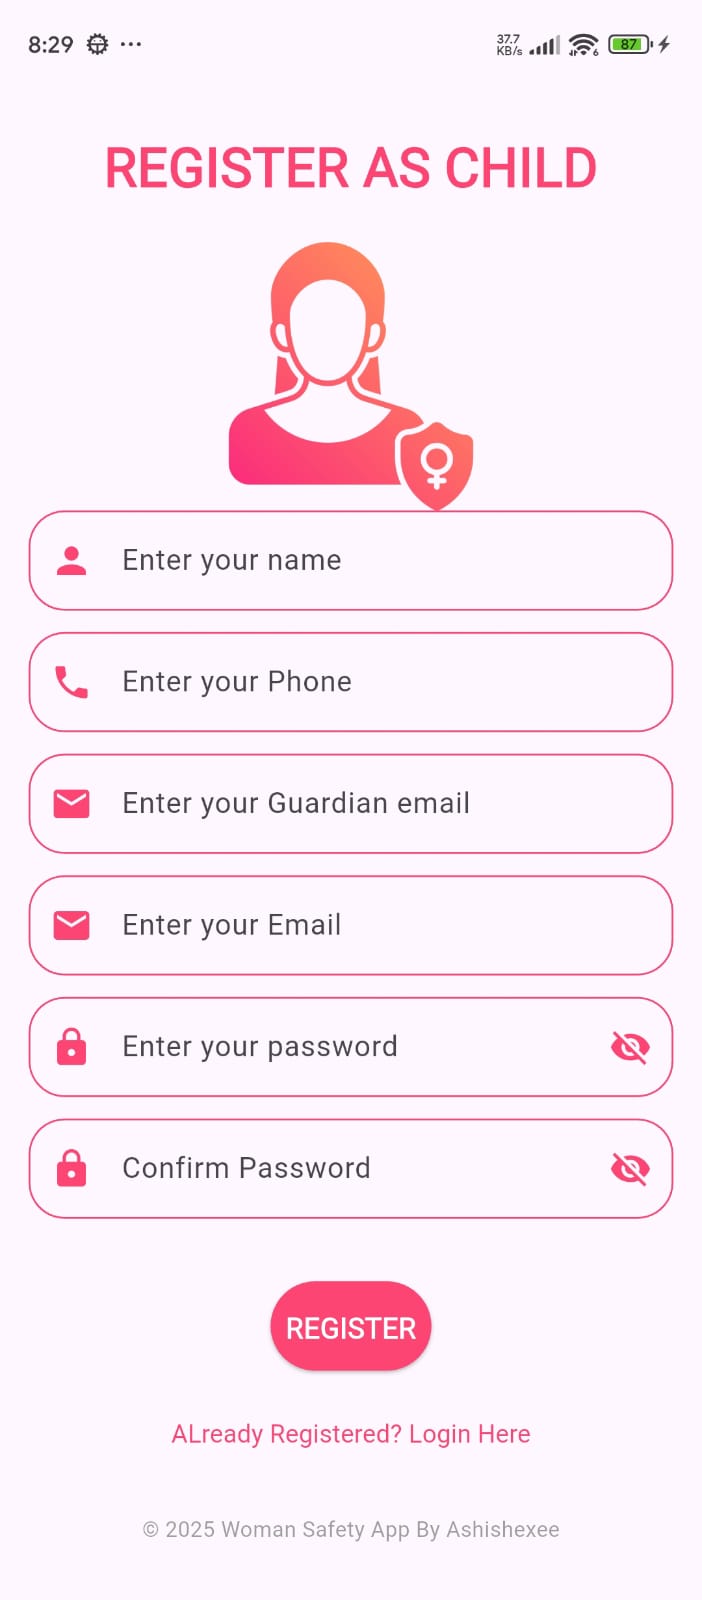 8:29 ... 37.7 KB/s 6 87
REGISTER AS CHILD
Enter your name
Enter your Phone
Enter your Guardian email
Enter your Email
Enter your password
Confirm Password
REGISTER
ALready Registered? Login Here
© 2025 Woman Safety App By Ashishexee